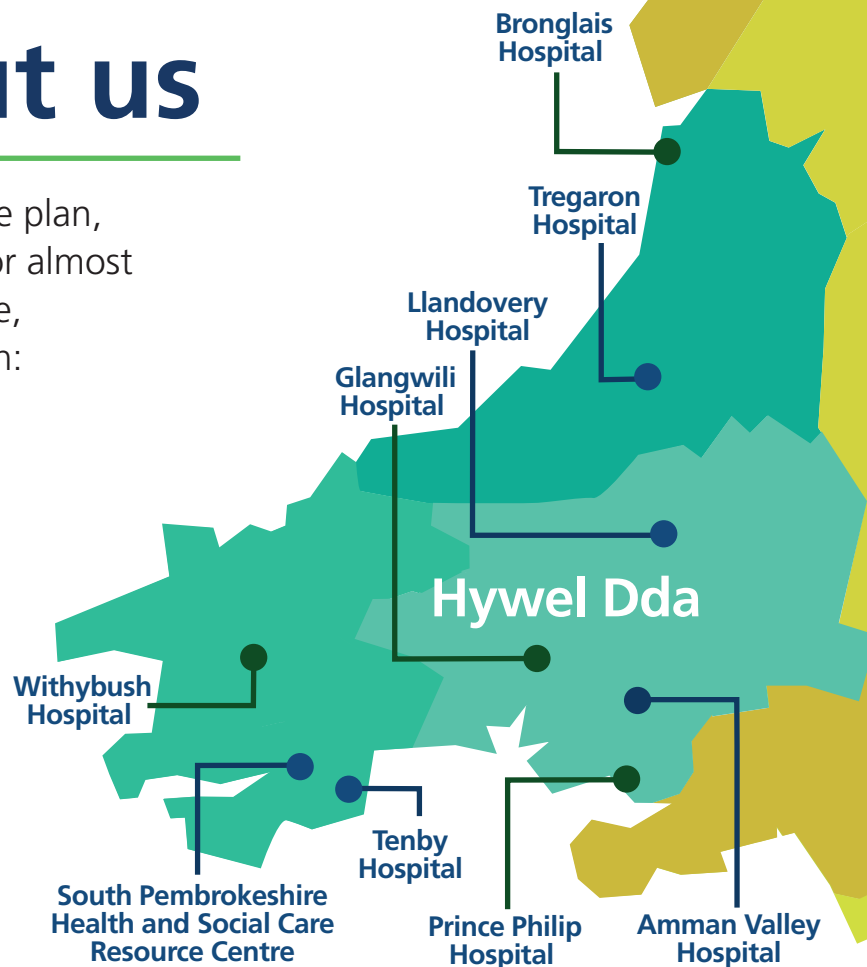 ut us
e plan,
or almost
e,
n:
Bronglais
Hospital
Tregaron
Hospital
Llandovery
Hospital
Glangwili
Hospital
Hywel Dda
Withybush
Hospital
Tenby
Hospital
South Pembrokeshire
Health and Social Care
Resource Centre
Prince Philip
Hospital
Amman Valley
Hospital